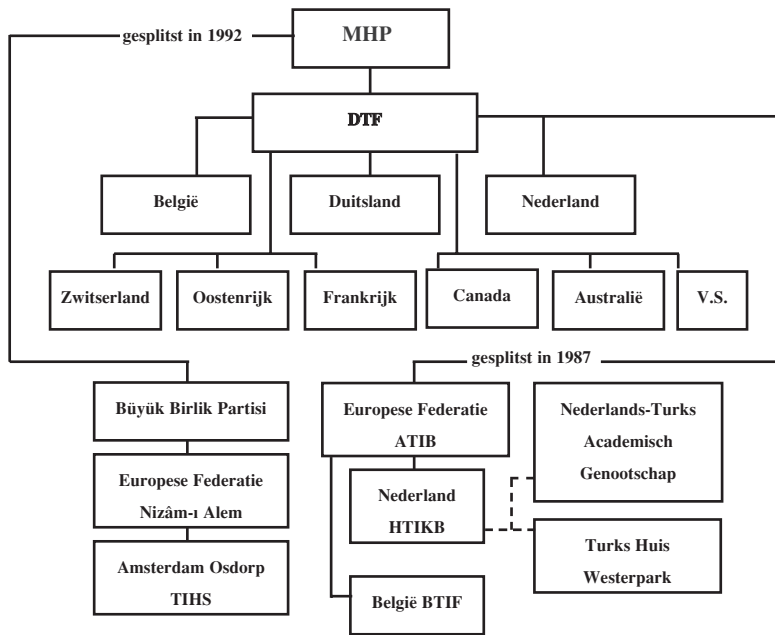 gesplitst in 1992
MHP
DTF
België
Duitsland
Nederland
Zwitserland
Oostenrijk
Frankrijk
Canada
Australië
V.S.
gesplitst in 1987
Büyük Birlik Partisi
Europese Federatie
Nizâm-ı Alem
Amsterdam Osdorp
TIHS
Europese Federatie
ATIB
Nederland
HTIKB
België BTIF
Nederlands-Turks
Academisch
Genootschap
Turks Huis
Westerpark